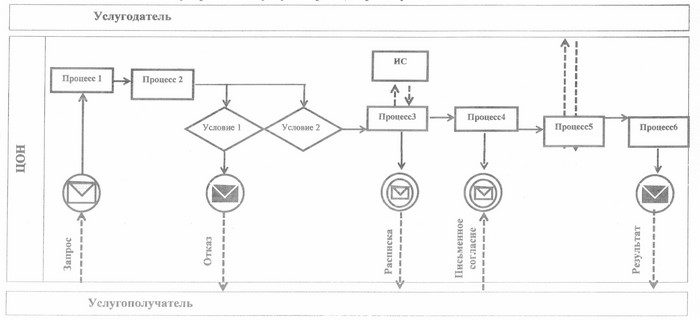 Услугодатель
ЦОН
ИС
Процесс 1
Процесс 2
Условие 1
Условие 2
Процесс3
Процесс4
Процесс5
Процесс6
Запрос
Отказ
Расписка
Письменное
согласие
Результат
Услугополучатель